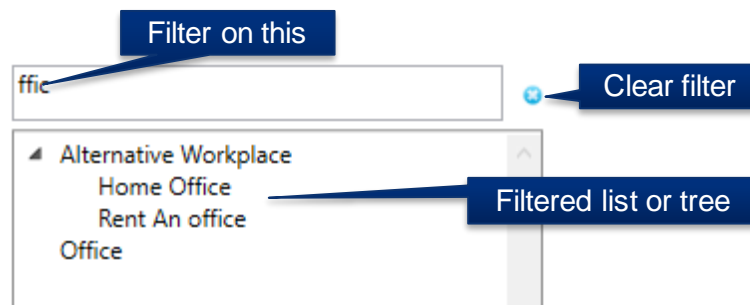 Filter on this
ffic
Clear filter
Alternative Workplace
Home Office
Filtered list or tree
Rent An office
Office